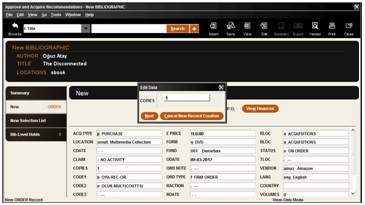 Approve and Acquire Recommendations - New BIBLIOGRAPHIC
File Edit View Go Tools Window Help
Browse
t Title
Search
Insert
Save
View
Edit
Summary
Export
Vendor
Print
Close
New BIBLIOGRAPHIC
AUTHOR Oğuz Atay
TITLE The Disconnected
LOCATIONS sbook
Summary
New ORDER
New Selection List
Bib-Level Holds 0
New
View Finances
Edit Data
COPIES 1
Next
Cancel New Record Creation
ACQ TYPE p PURCHASE
E PRICE TL0.00
RLOC a ACQUISITIONS
LOCATION Multimedia Collection
FORM q DVD
BLOC a ACQUISITIONS
CDATE - -
FUND 001 Demirbas
STATUS o ON ORDER
CLAIM - NO ACTIVITY
ODATE 09-03-2017
TLOC - ---
COPIES 1
ORD NOTE - ---
VENDOR amaz Amazon
CODE1 b OYA-REC-OR
ORD TYPE f FIRM ORDER
LANG eng English
CODE2 o OLUR-MULT(COUTTS)
RACTION - ---
COUNTRY
CODE3 - ---
RDATE - -
VOLUMES 0
New ORDER Record
View-Only Mode